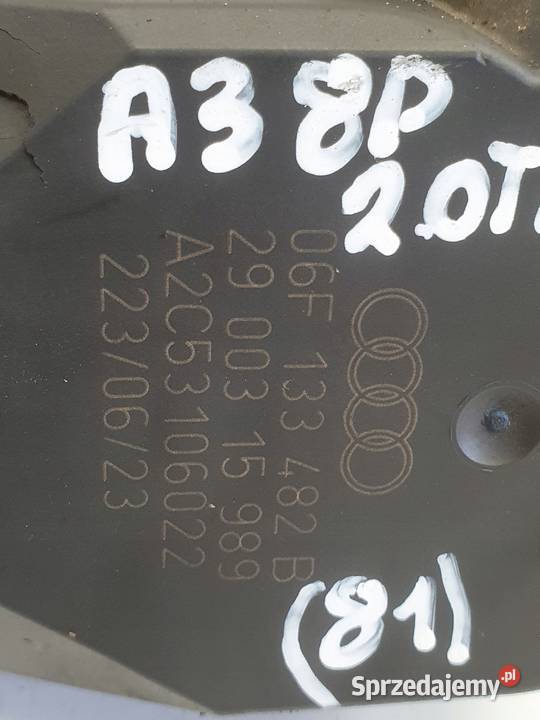 A3 8P
2.0T
06F 133 482 B
29 003 15 989
A2C53106022
223/06/23
(81)
Sprzedajemy.pl